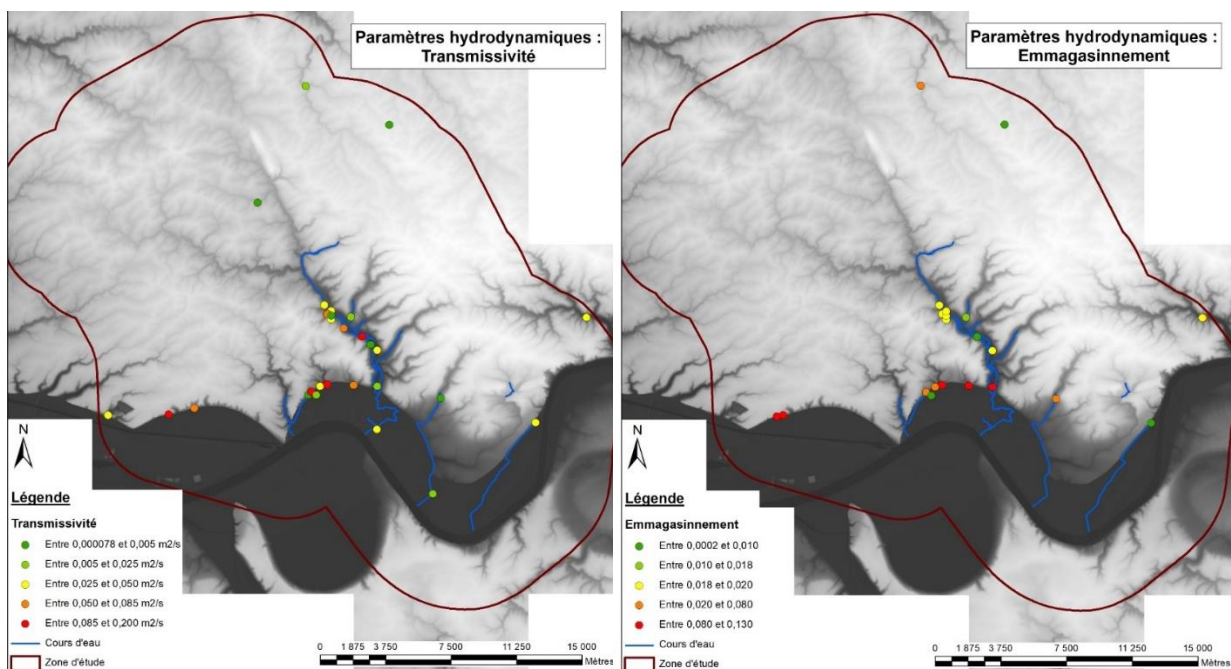 Paramètres hydrodynamiques :
Transmissivité
N
Légende
Transmissivité
Entre 0,000078 et 0,005 m2/s
Entre 0,005 et 0,025 m2/s
Entre 0,025 et 0,050 m2/s
Entre 0,050 et 0,085 m2/s
Entre 0,085 et 0,200 m2/s
Cours d'eau
Zone d'étude
0 1 875 3 750 7 500 11 250 15 000
Mètres
Paramètres hydrodynamiques :
Emmagasinnement
N
Légende
Emmagasinnement
Entre 0,0002 et 0,010
Entre 0,010 et 0,018
Entre 0,018 et 0,020
Entre 0,020 et 0,080
Entre 0,080 et 0,130
Cours d'eau
Zone d'étude
0 1 875 3 750 7 500 11 250 15 000
Mètres